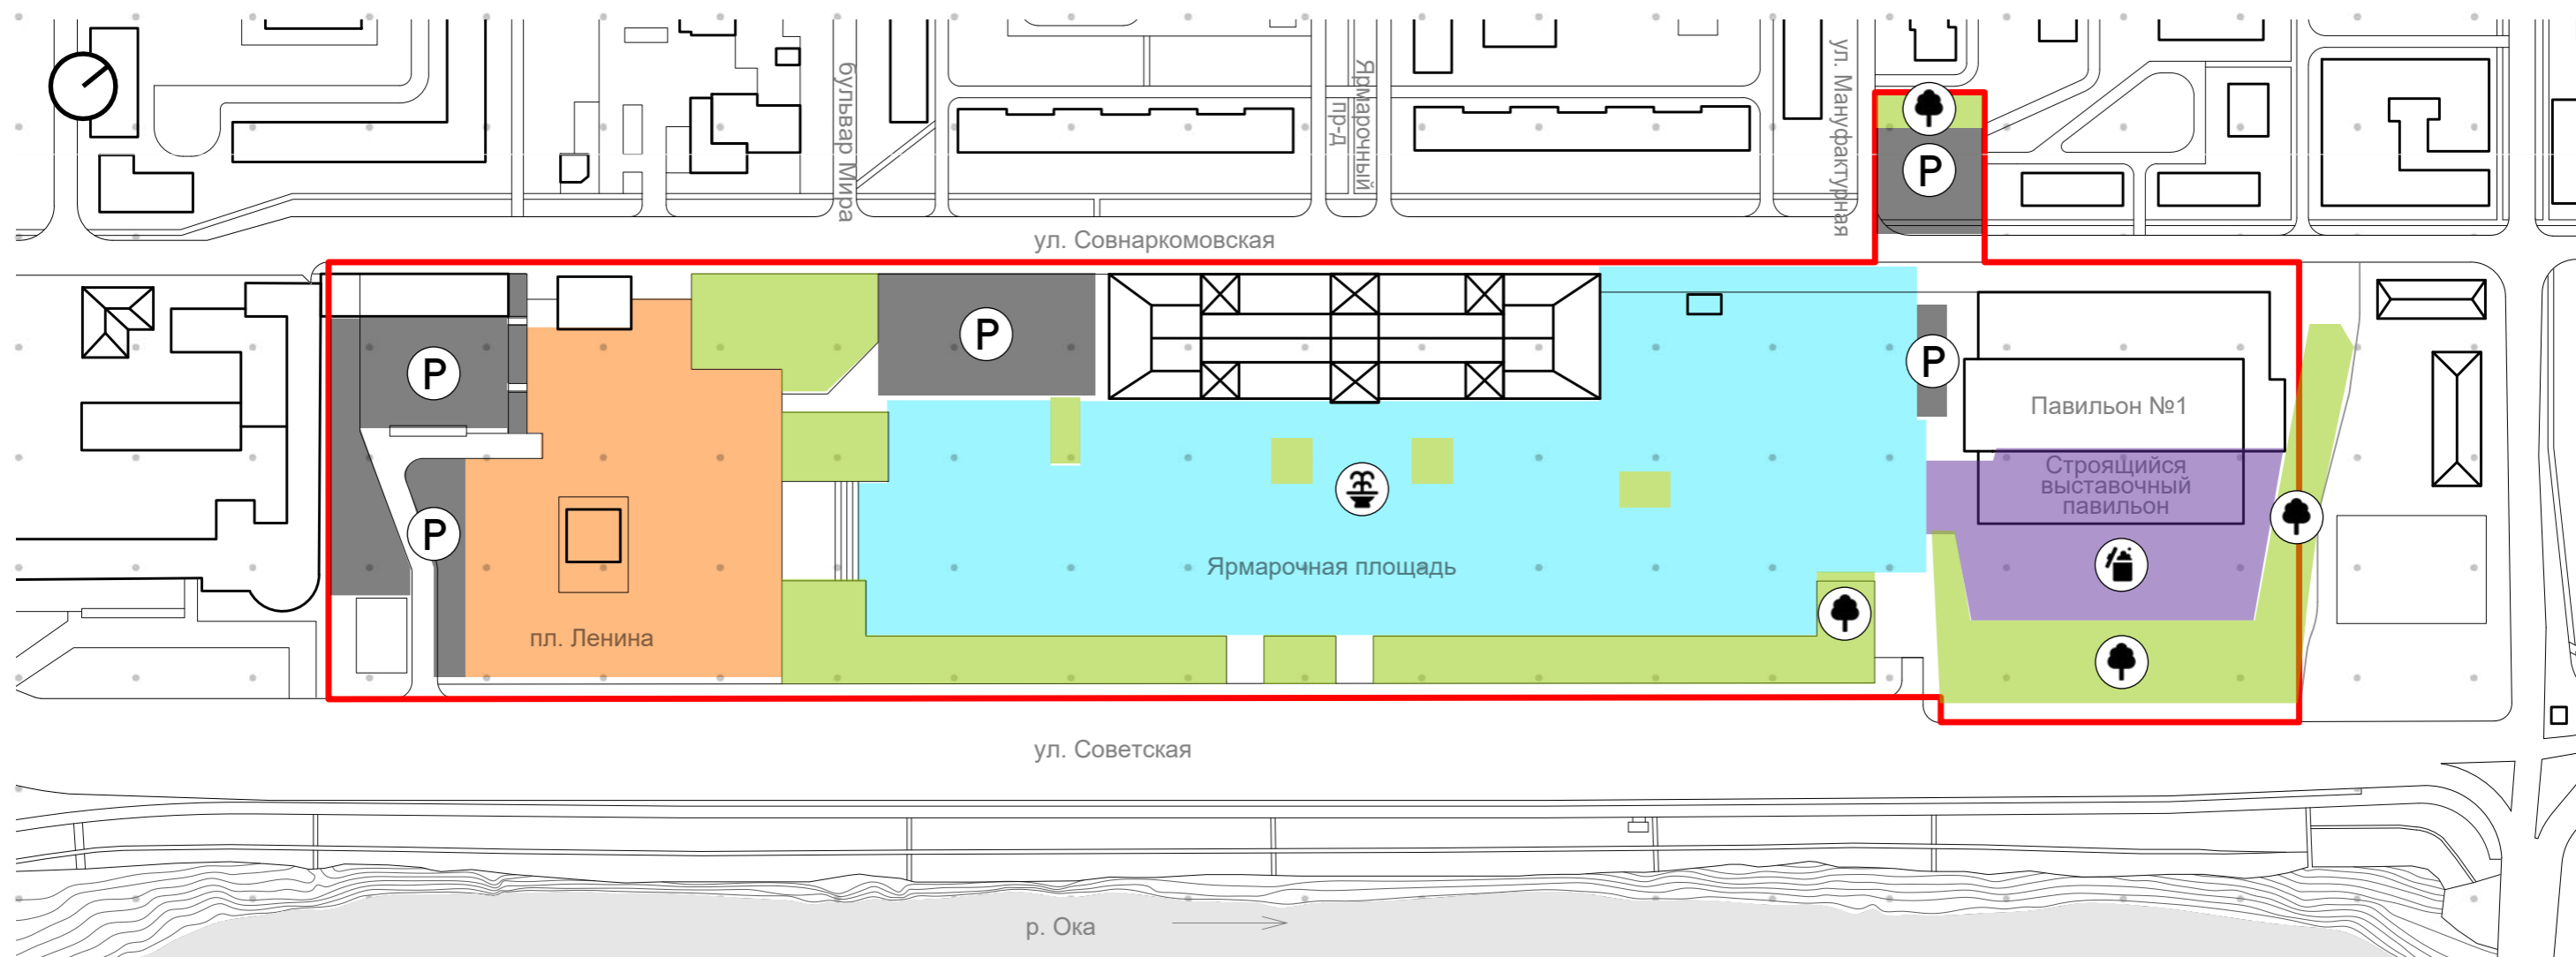 бульвар Мира
Ярмарочный
пр-д
ул. Мануфактурная
P
ул. Совнаркомовская
P
P
P
Павильон №1
Строящийся
выставочный
павильон
P
Ярмарочная площадь
пл. Ленина
ул. Советская
р. Ока